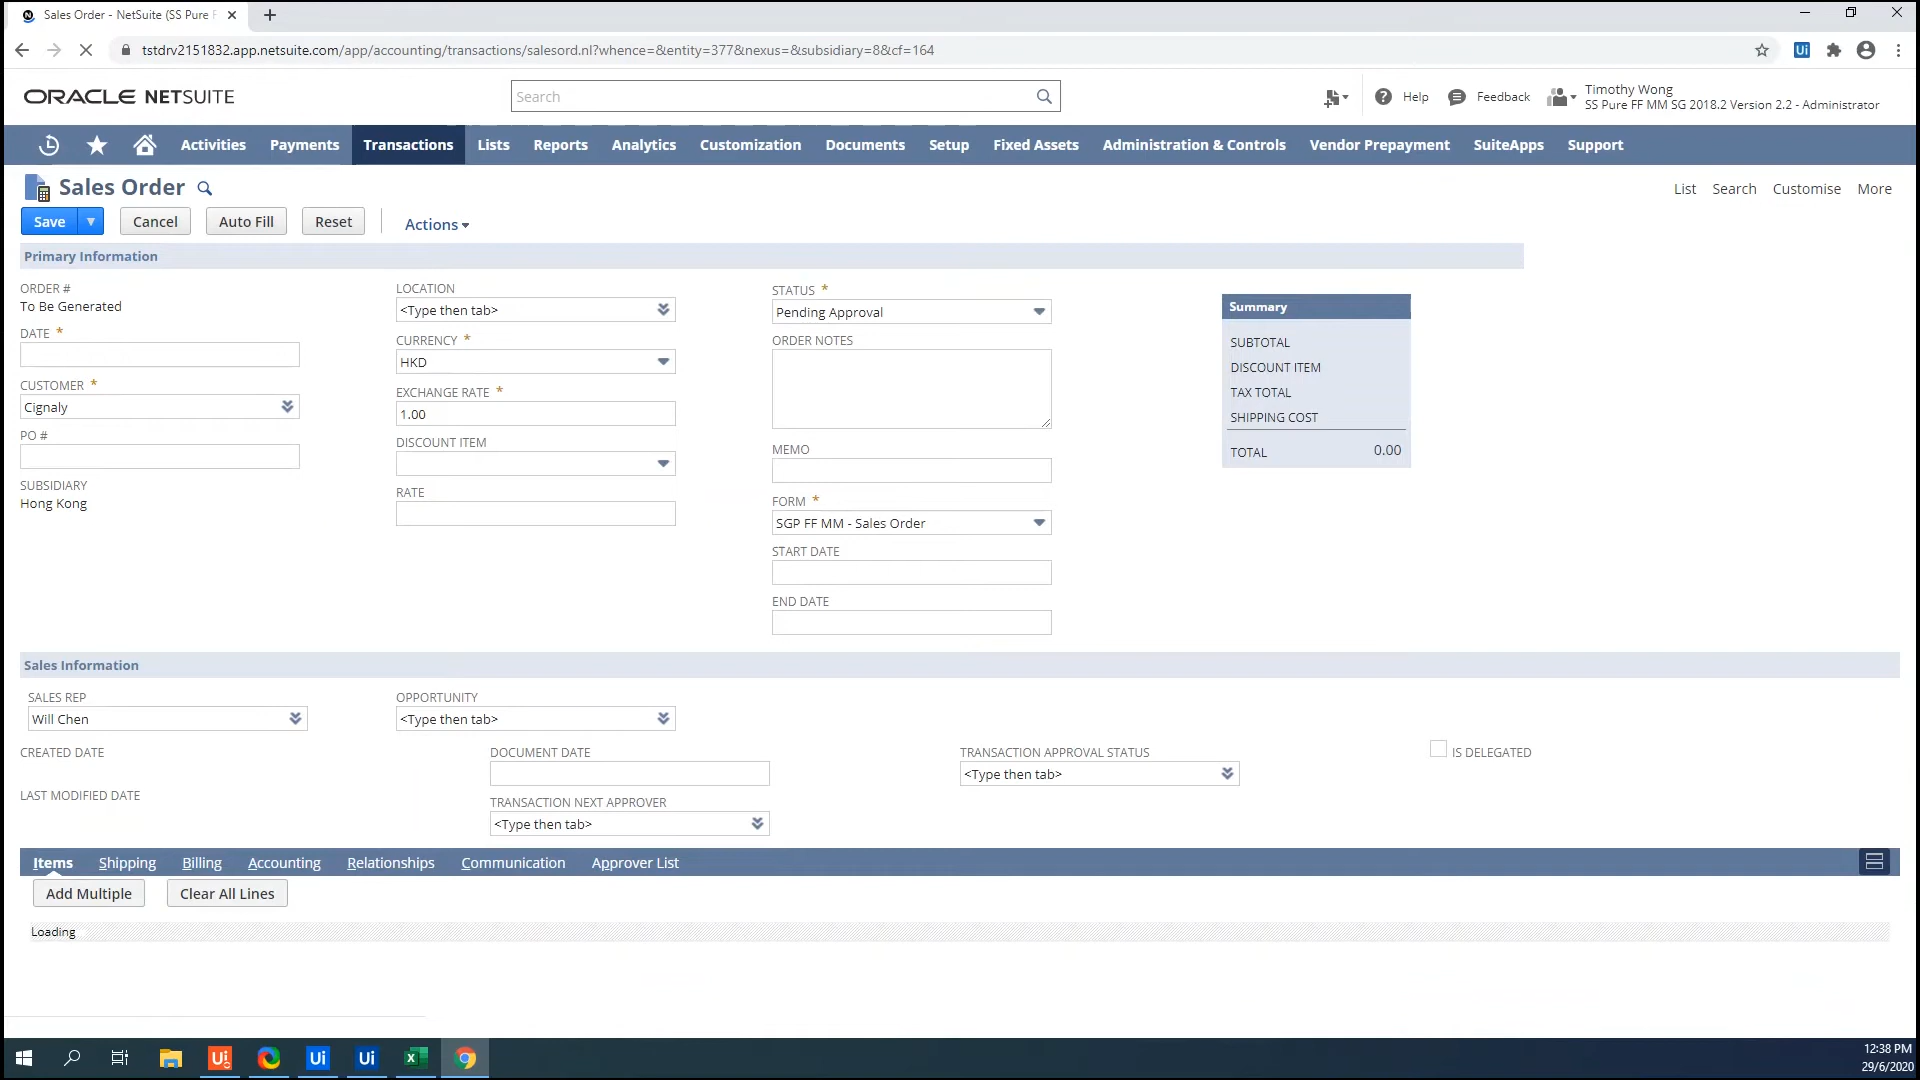 Sales Order - NetSuite (SS Pure F
tstdrv2151832.app.netsuite.com/app/accounting/transactions/salesord.nl?whence=&entity=377&nexus=&subsidiary=8&cf=164
Ui
ORACLE NETSUITE
Search
Help
Feedback
Timothy Wong
SS Pure FF MM SG 2018.2 Version 2.2 - Administrator
Activities
Payments
Transactions
Lists
Reports
Analytics
Customization
Documents
Setup
Fixed Assets
Administration & Controls
Vendor Prepayment
SuiteApps
Support
Sales Order
List
Search
Customise
More
Save
Cancel
Auto Fill
Reset
Actions
Primary Information
ORDER #
To Be Generated
DATE *
CUSTOMER *
Cignaly
PO #
SUBSIDIARY
Hong Kong
LOCATION
<Type then tab>
CURRENCY *
HKD
EXCHANGE RATE *
1.00
DISCOUNT ITEM
RATE
STATUS *
Pending Approval
ORDER NOTES
MEMO
FORM *
SGP FF MM - Sales Order
START DATE
END DATE
Summary
SUBTOTAL
DISCOUNT ITEM
TAX TOTAL
SHIPPING COST
TOTAL 0.00
Sales Information
SALES REP
Will Chen
OPPORTUNITY
<Type then tab>
CREATED DATE
LAST MODIFIED DATE
DOCUMENT DATE
TRANSACTION NEXT APPROVER
<Type then tab>
TRANSACTION APPROVAL STATUS
<Type then tab>
IS DELEGATED
Items
Shipping
Billing
Accounting
Relationships
Communication
Approver List
Add Multiple
Clear All Lines
Loading
Ui
Ui
Ui
12:38 PM
29/6/2020